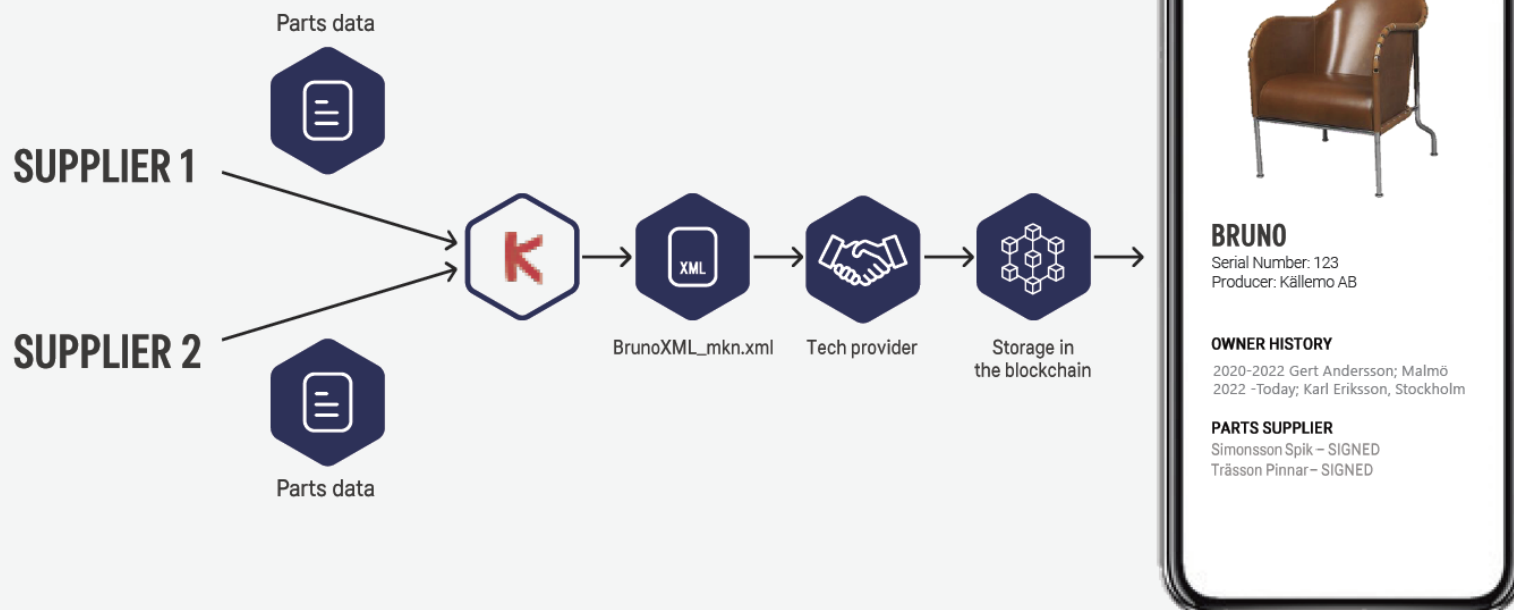 Parts data
SUPPLIER 1
K
XML
BrunoXML_mkn.xml
Tech provider
Storage in
the blockchain
SUPPLIER 2
Parts data
BRUNO
Serial Number: 123
Producer: Källemo AB
OWNER HISTORY
2020-2022 Gert Andersson; Malmö
2022 -Today; Karl Eriksson, Stockholm
PARTS SUPPLIER
Simonsson Spik – SIGNED
Trässon Pinnar – SIGNED